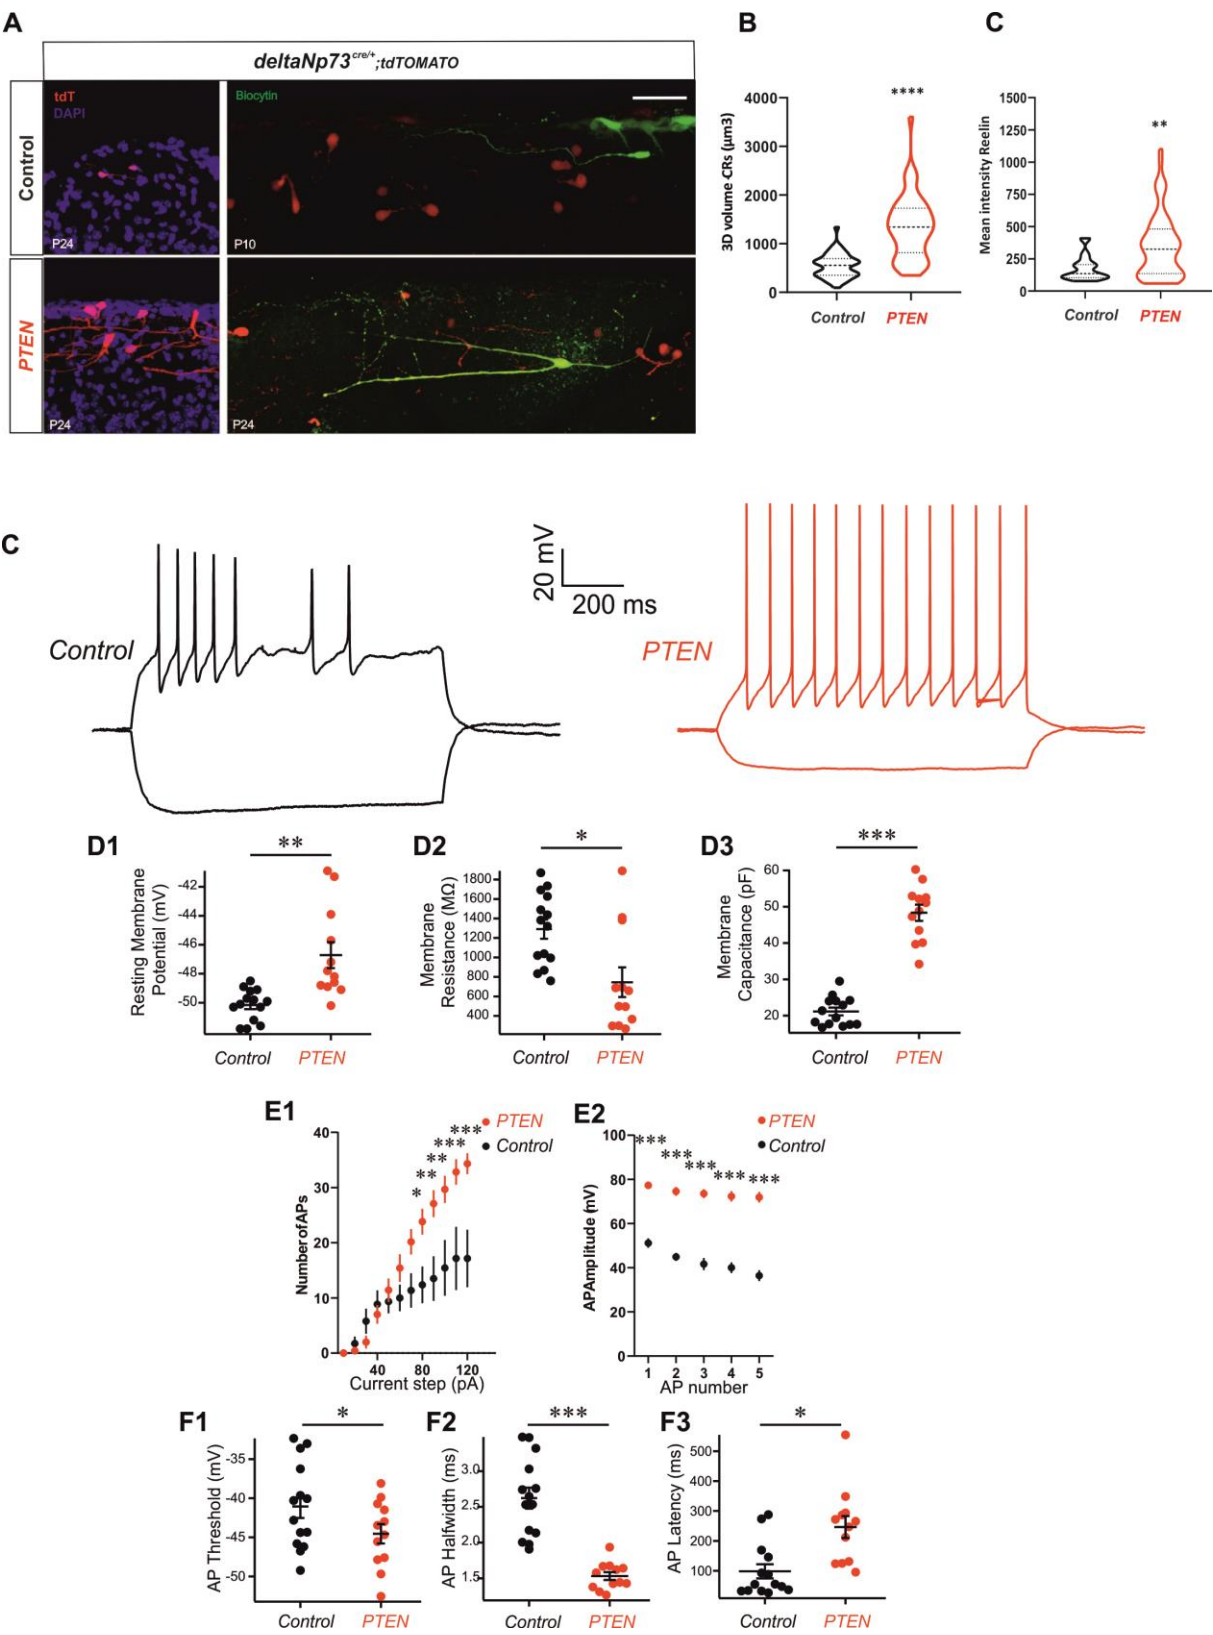 A
deltaNp73cre/+;tdTOMATO
Control
tdT
DAPI
P24
Biocytin
P10
PTEN
P24
P24
B
****
3D volume CRs (µm3)
4000
3000
2000
1000
0
Control PTEN
C
**
Mean intensity Reelin
1500
1250
1000
500
250
0
Control PTEN
C
Control
20 mV
200 ms
PTEN
D1
**
Resting Membrane
Potential (mV)
-42
-44
-46
-48
-50
Control PTEN
D2
*
Membrane
Resistance (MΩ)
1800
1600
1400
1200
1000
800
600
400
Control PTEN
D3
***
Membrane
Capacitance (pF)
60
50
40
30
20
Control PTEN
E1
PTEN
Control
*
**
**
***
***
Number of APs
40
30
20
10
0
40 80 120
Current step (pA)
E2
PTEN
Control
*** *** *** *** ***
AP Amplitude (mV)
100
80
60
40
20
0
1 2 3 4 5
AP number
F1
*
AP Threshold (mV)
-35
-40
-45
-50
Control PTEN
F2
***
AP Halfwidth (ms)
3.0
2.5
2.0
1.5
Control PTEN
F3
*
AP Latency (ms)
500
400
300
200
100
Control PTEN